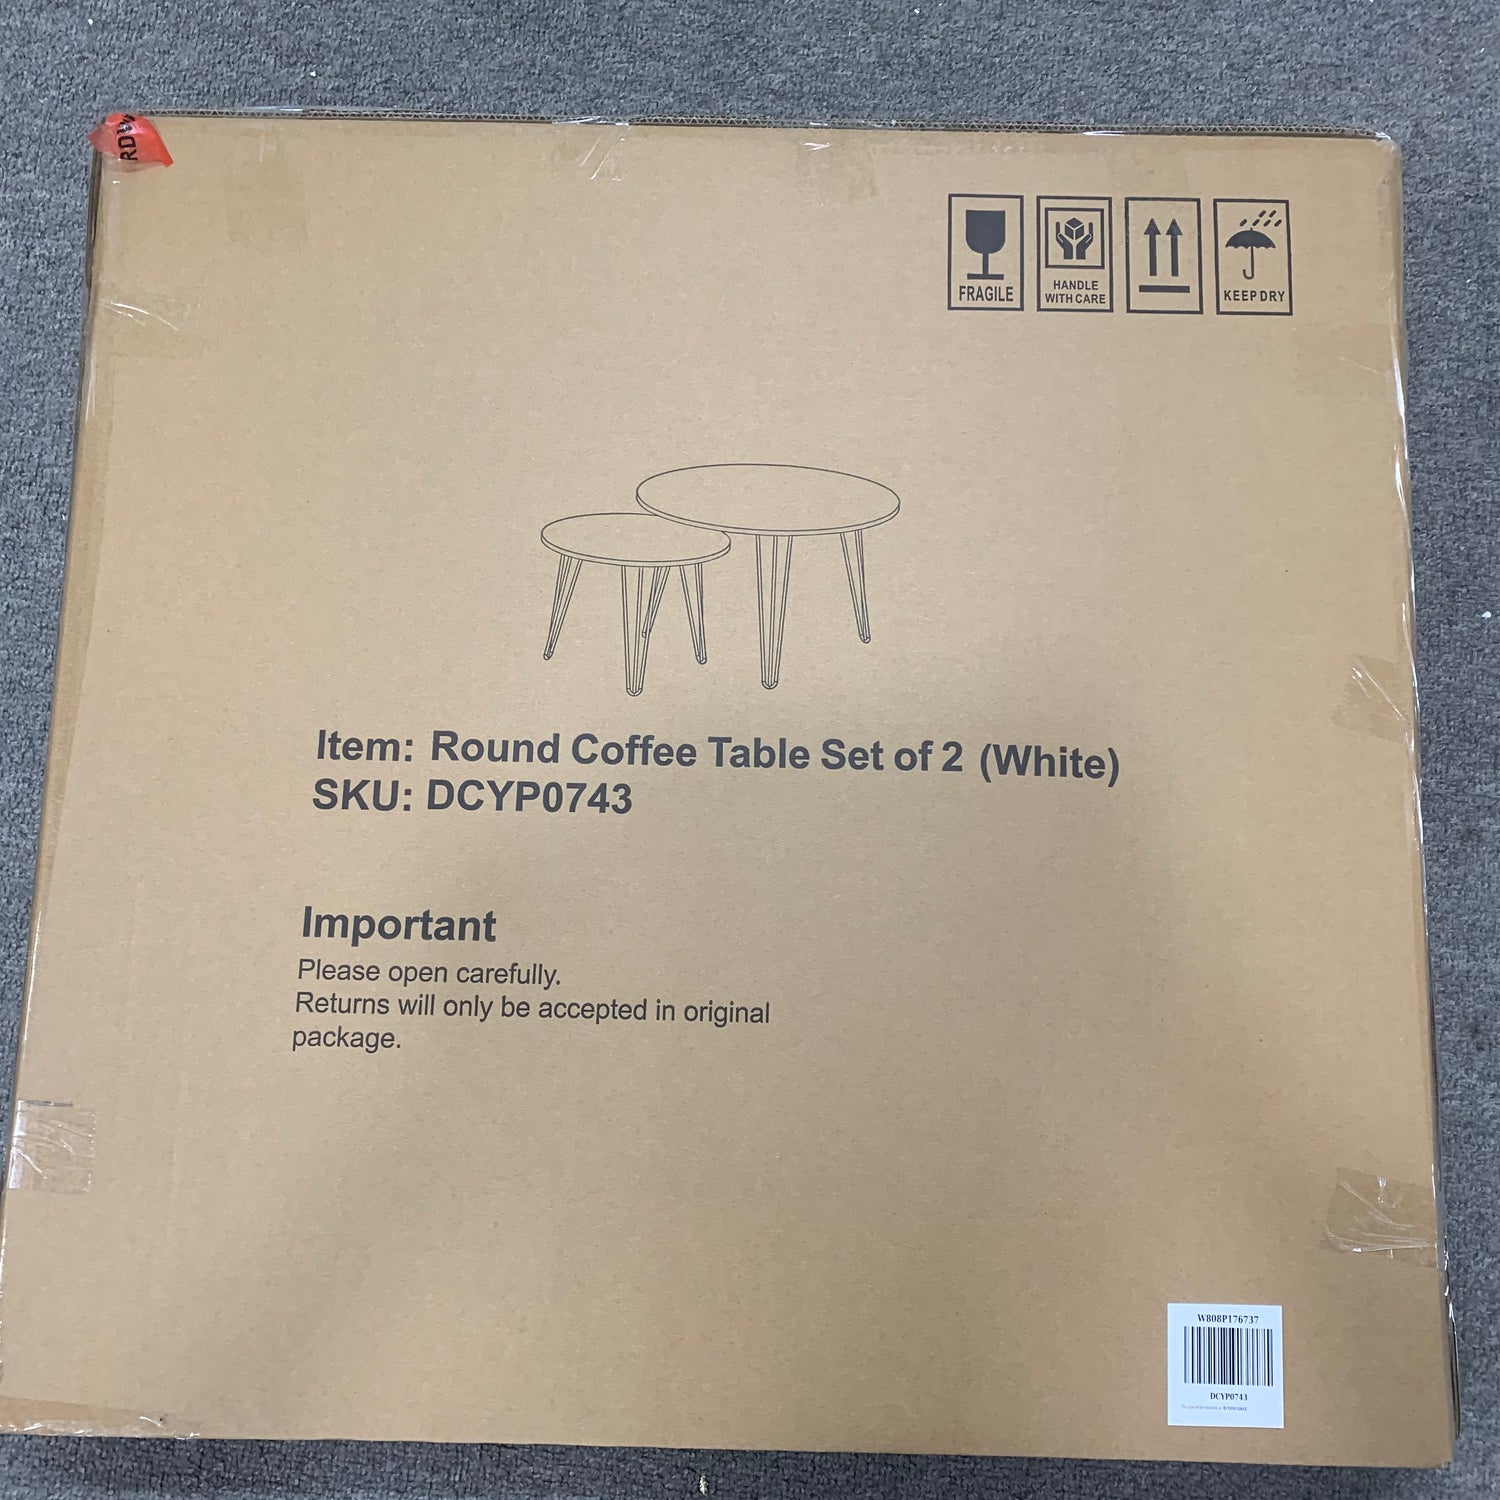 FRAGILE
HANDLE
WITH CARE
KEEP DRY
Item: Round Coffee Table Set of 2 (White)
SKU: DCYP0743
Important
Please open carefully.
Returns will only be accepted in original
package.
W808P176737
DCYP0743